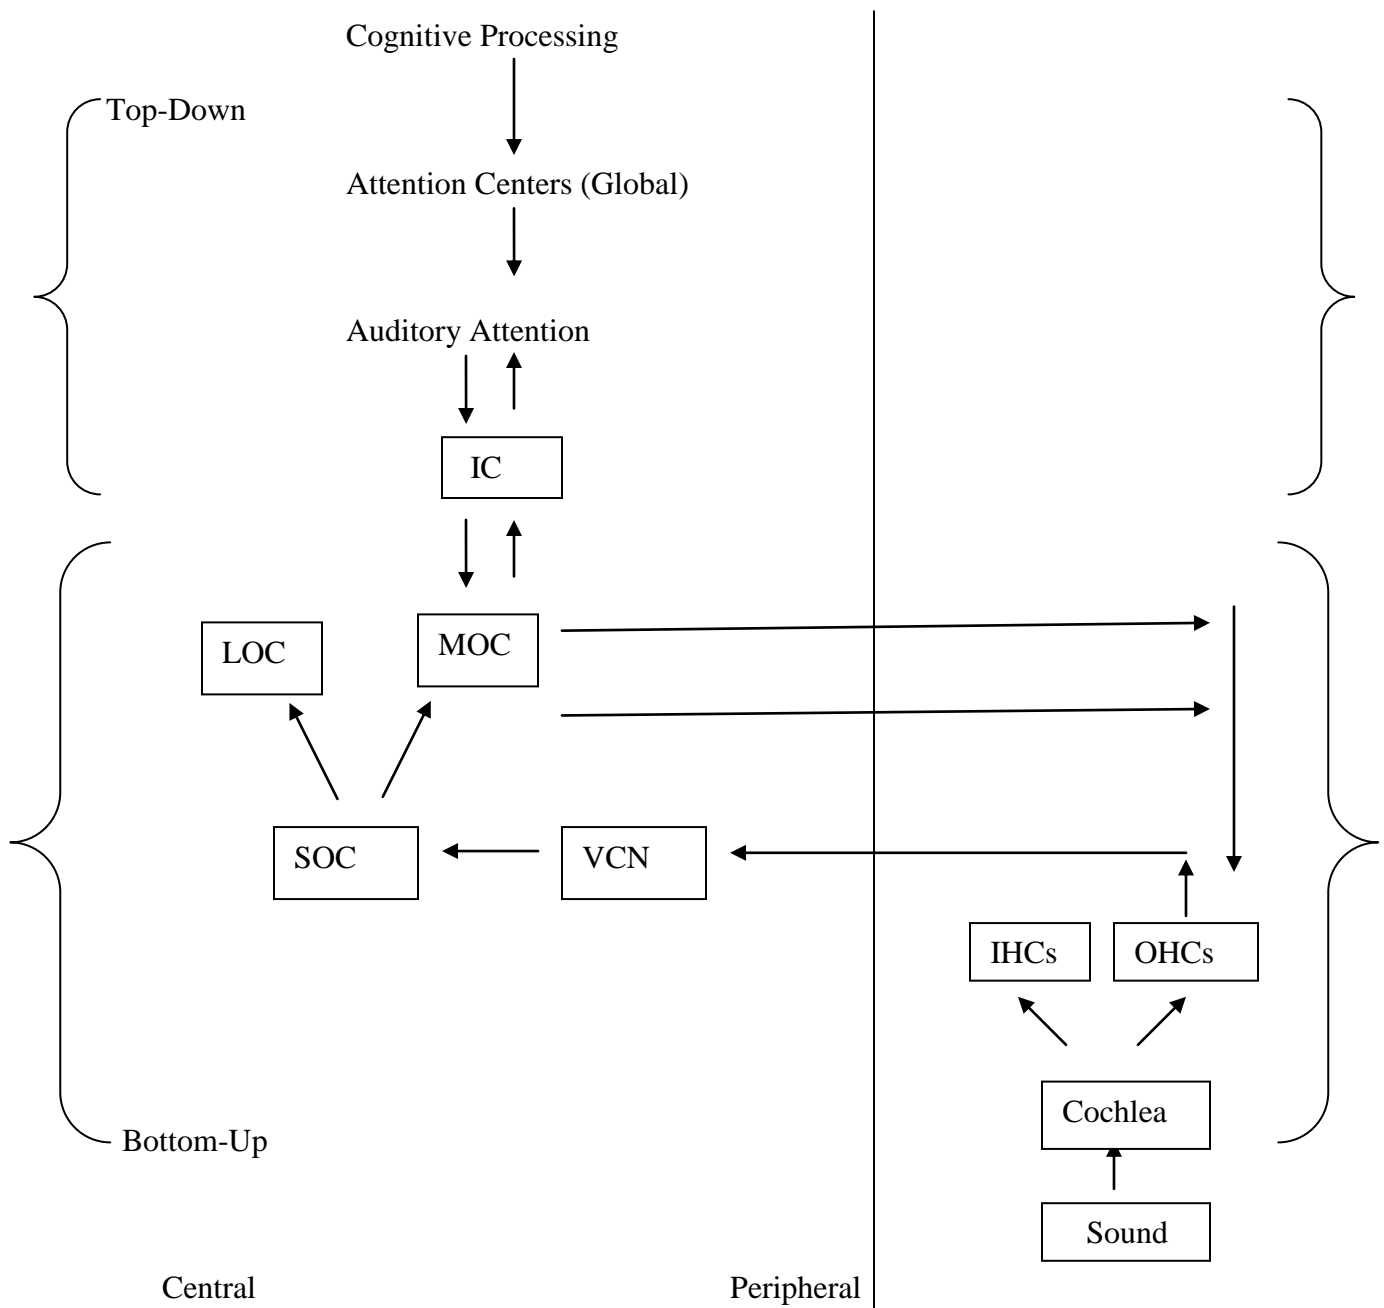 Cognitive Processing
Top-Down
Attention Centers (Global)
Auditory Attention
IC
LOC
MOC
SOC
VCN
IHCs
OHCs
Cochlea
Bottom-Up
Sound
Central
Peripheral